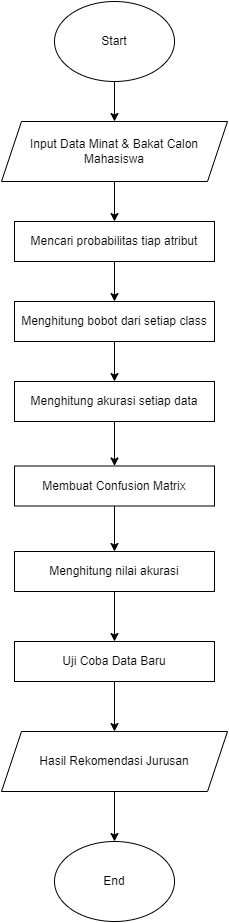 Start
Input Data Minat & Bakat Calon
Mahasiswa
Mencari probabilitas tiap atribut
Menghitung bobot dari setiap class
Menghitung akurasi setiap data
Membuat Confusion Matrix
Menghitung nilai akurasi
Uji Coba Data Baru
Hasil Rekomendasi Jurusan
End